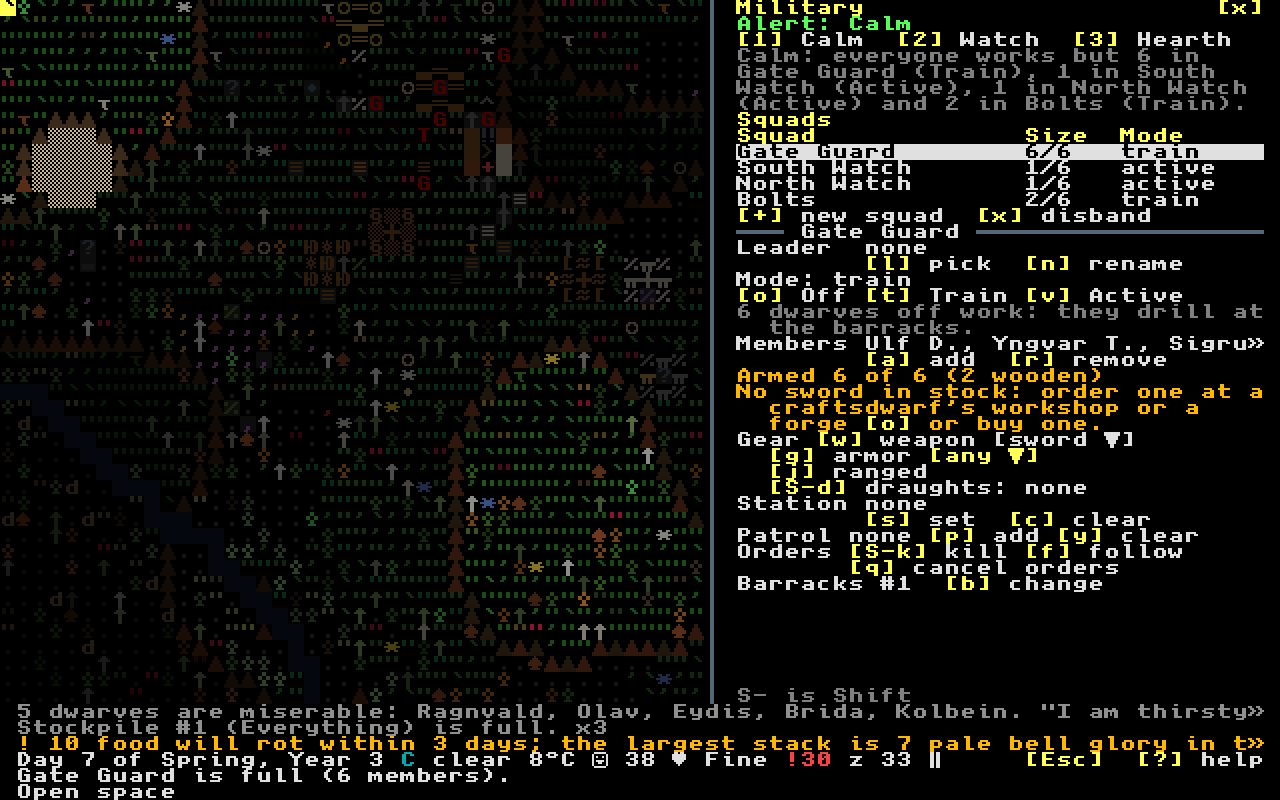 Military [x]
Alert: Calm
[1] Calm [2] Watch [3] Hearth
Calm: everyone works but 6 in
Gate Guard (Train), 1 in South
Watch (Active), 1 in North Watch
(Active) and 2 in Bolts (Train).
Squads
Squad Size Mode
Gate Guard 6/6 train
South Watch 1/6 active
North Watch 1/6 active
Bolts 2/6 train
[+] new squad [x] disband
Gate Guard
Leader none
[l] pick [n] rename
Mode: train
[o] Off [t] Train [v] Active
6 dwarves off work: they drill at
the barracks.
Members Ulf D., Yngvar T., Sigru»
[a] add [r] remove
Armed 6 of 6 (2 wooden)
No sword in stock: order one at a
craftsdwarf's workshop or a
forge [o] or buy one.
Gear [w] weapon [sword ▼]
[g] armor [any ▼]
[j] ranged
[S-d] draughts: none
Station none
[s] set [c] clear
Patrol none [p] add [y] clear
Orders [S-k] kill [f] follow
[q] cancel orders
Barracks #1 [b] change
S- is Shift
5 dwarves are miserable: Ragnvald, Olav, Eydis, Brida, Kolbein. "I am thirsty»
Stockpile #1 (Everything) is full. x3
! 10 food will rot within 3 days; the largest stack is 7 pale bell glory in t»
Day 7 of Spring, Year 3 C clear 8°C ☺ 38 ♥ Fine !30 z 33 ‖ [Esc] [?] help
Gate Guard is full (6 members).
Open space